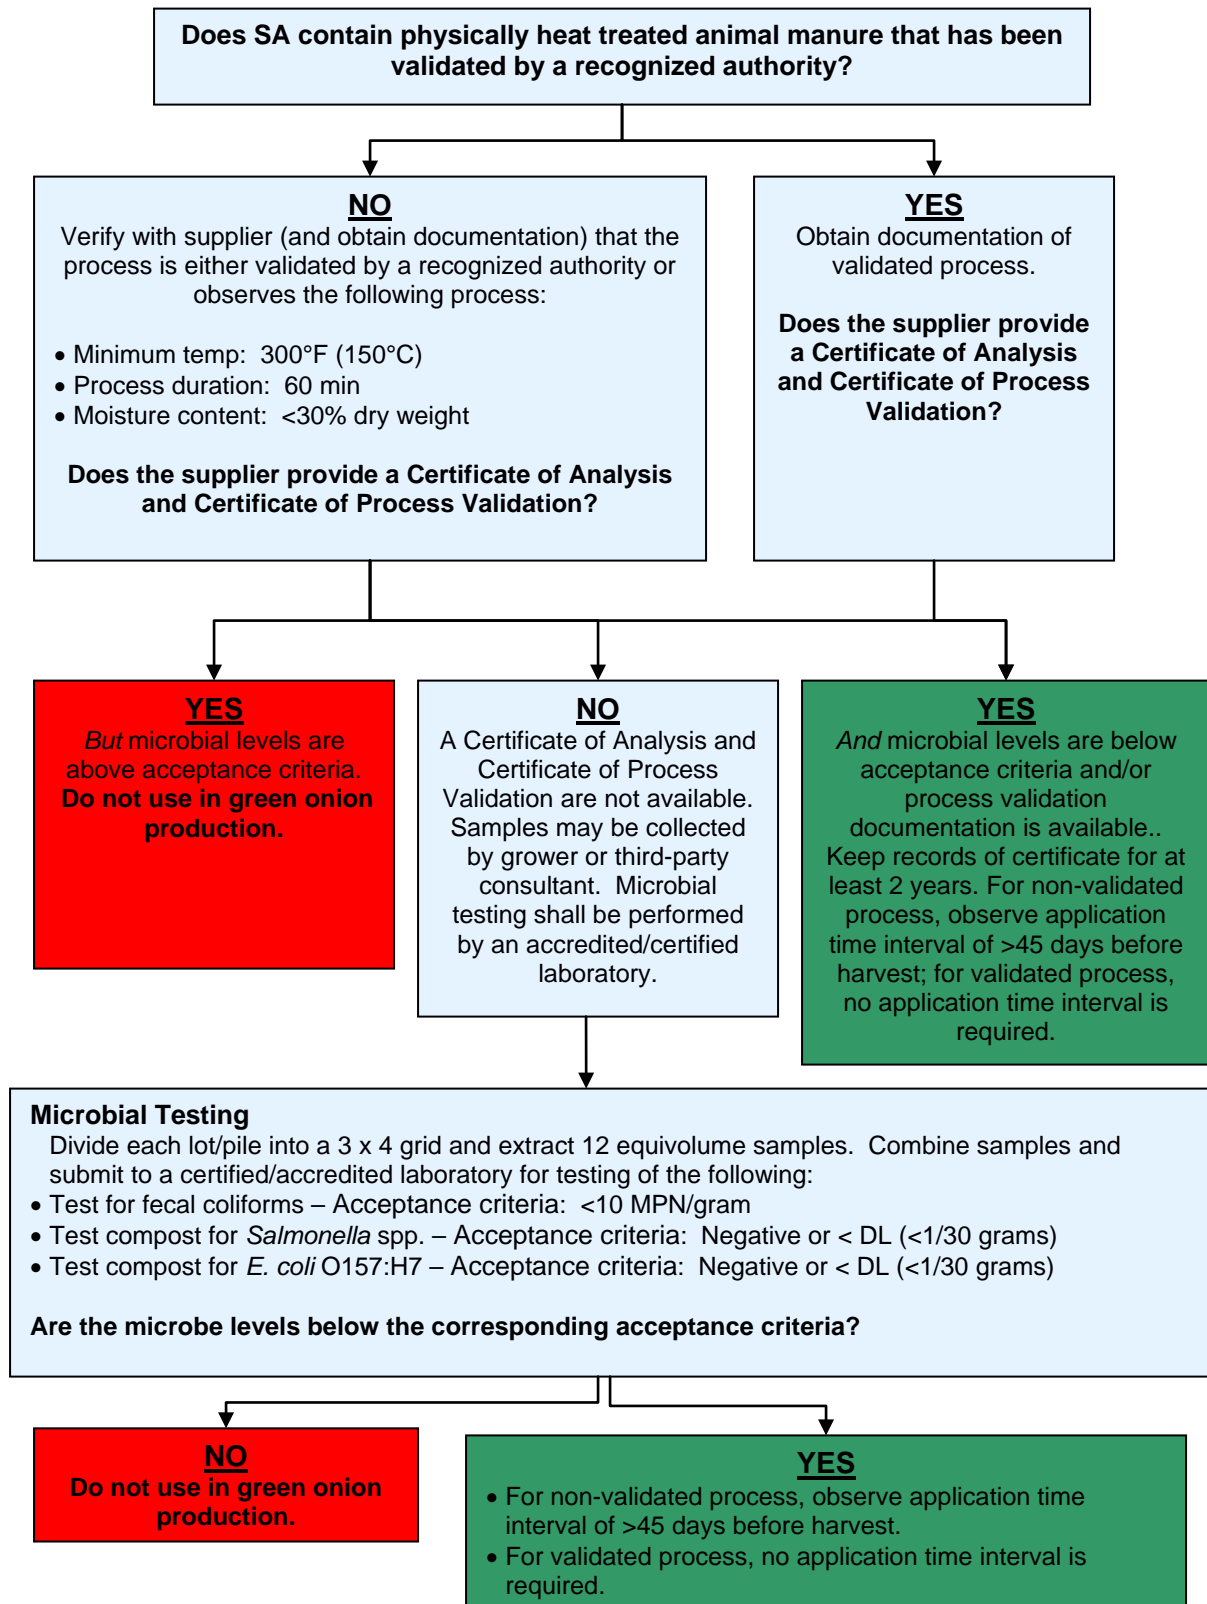 Does SA contain physically heat treated animal manure that has been
validated by a recognized authority?
NO
Verify with supplier (and obtain documentation) that the
process is either validated by a recognized authority or
observes the following process:
• Minimum temp:  300°F (150°C)
• Process duration:  60 min
• Moisture content:  <30% dry weight
Does the supplier provide a Certificate of Analysis
and Certificate of Process Validation?
YES
Obtain documentation of
validated process.
Does the supplier provide
a Certificate of Analysis
and Certificate of Process
Validation?
YES
But microbial levels are
above acceptance criteria.
Do not use in green onion
production.
NO
A Certificate of Analysis and
Certificate of Process
Validation are not available.
Samples may be collected
by grower or third-party
consultant.  Microbial
testing shall be performed
by an accredited/certified
laboratory.
YES
And microbial levels are below
acceptance criteria and/or
process validation
documentation is available..
Keep records of certificate for at
least 2 years. For non-validated
process, observe application
time interval of >45 days before
harvest; for validated process,
no application time interval is
required.
Microbial Testing
Divide each lot/pile into a 3 x 4 grid and extract 12 equivolume samples.  Combine samples and
submit to a certified/accredited laboratory for testing of the following:
• Test for fecal coliforms – Acceptance criteria:  <10 MPN/gram
• Test compost for Salmonella spp. – Acceptance criteria:  Negative or < DL (<1/30 grams)
• Test compost for E. coli O157:H7 – Acceptance criteria:  Negative or < DL (<1/30 grams)
Are the microbe levels below the corresponding acceptance criteria?
NO
Do not use in green onion
production.
YES
• For non-validated process, observe application time
interval of >45 days before harvest.
• For validated process, no application time interval is
required.